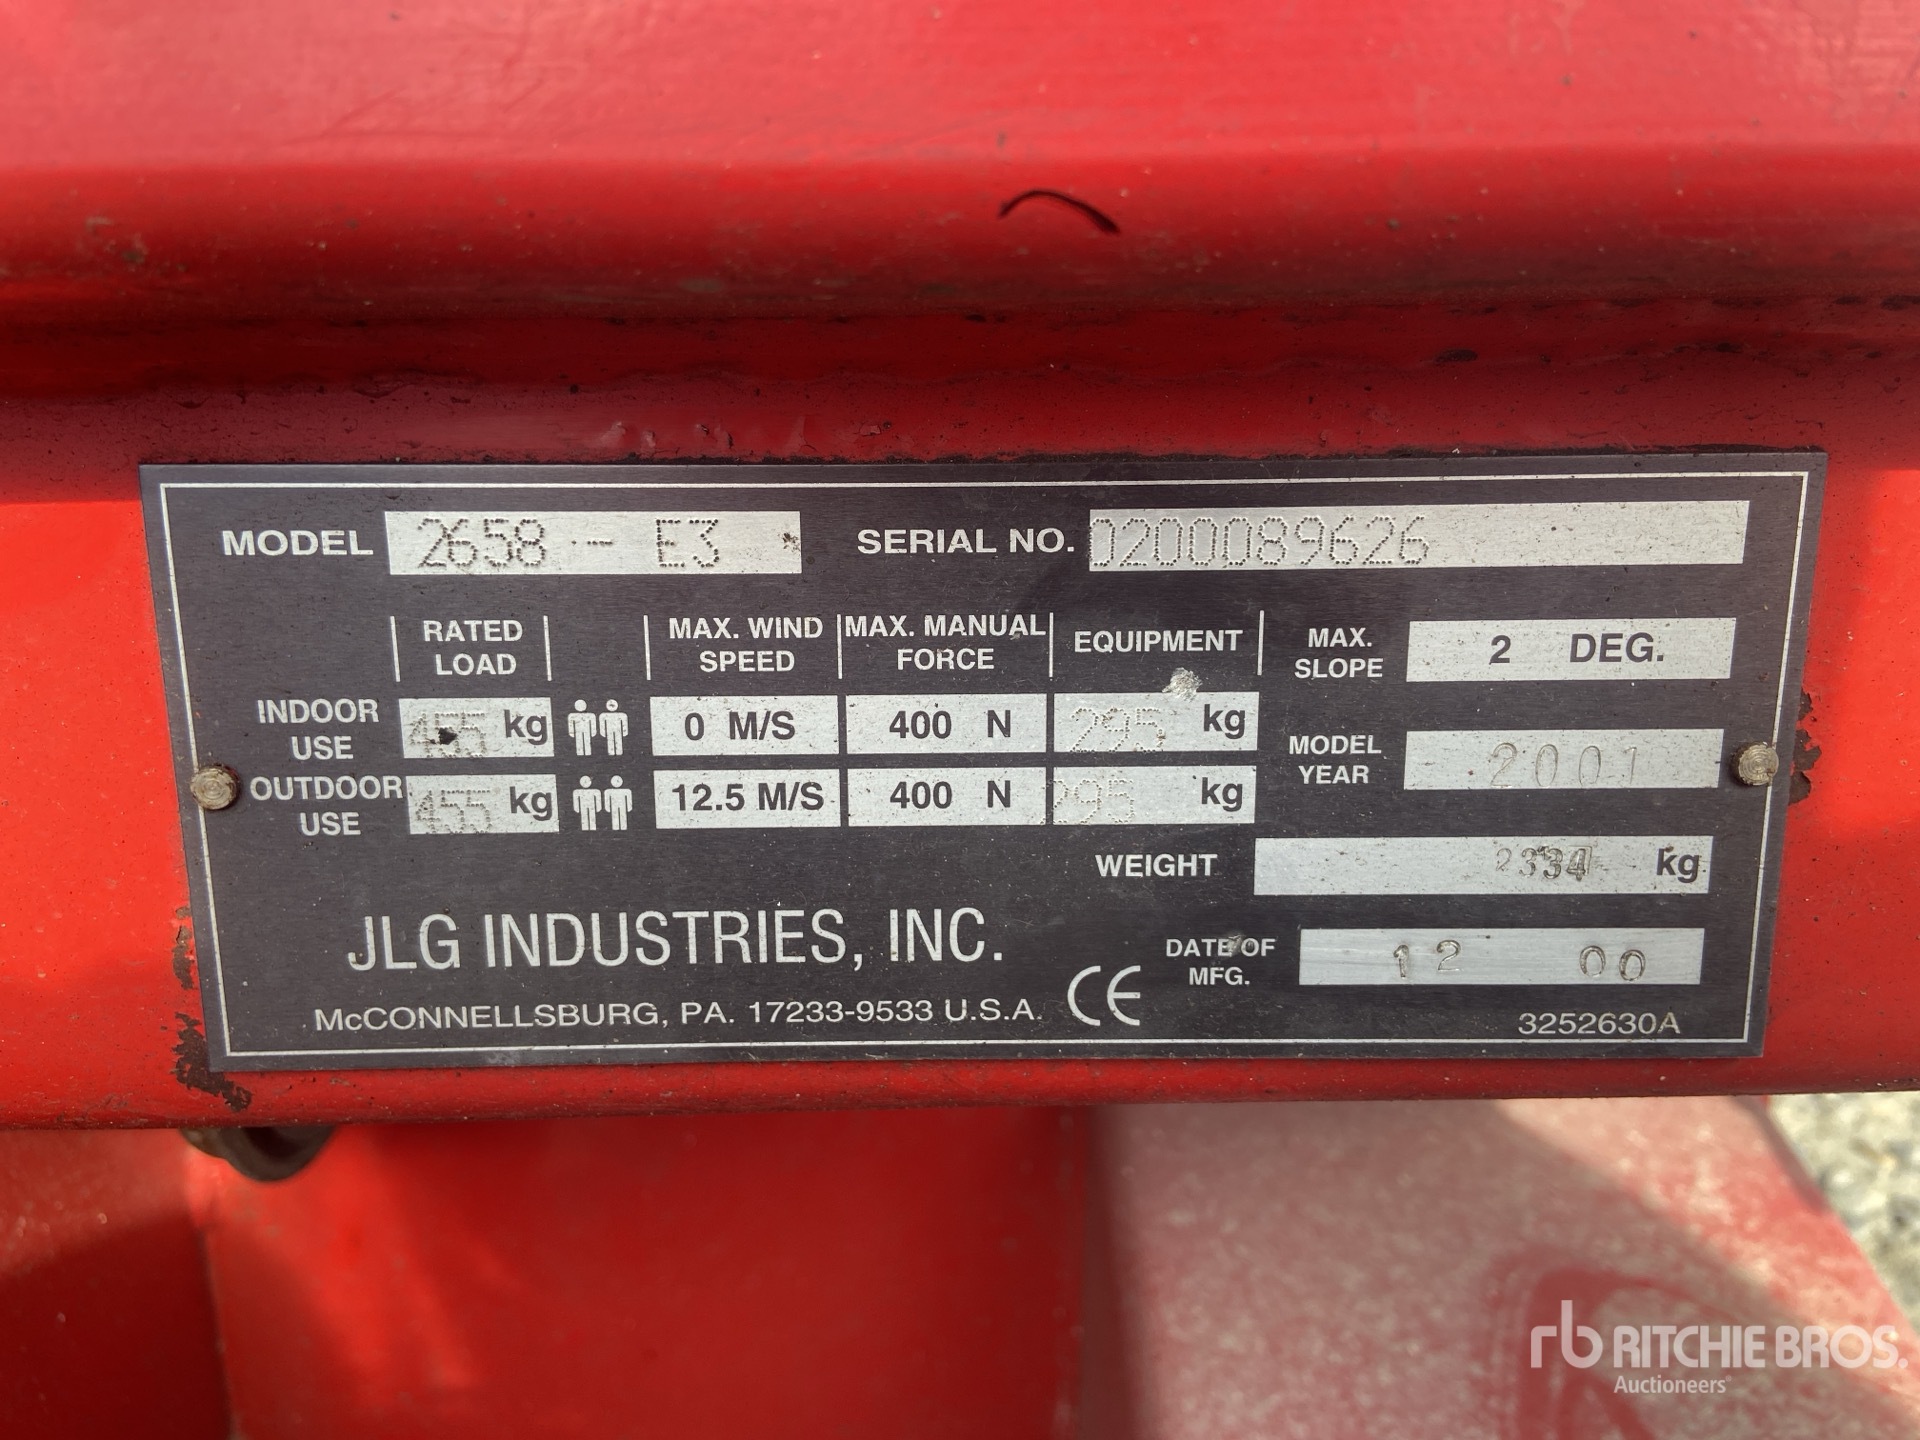 MODEL 2658 - E3 SERIAL NO. 0200089626
RATED LOAD MAX. WIND SPEED MAX. MANUAL FORCE EQUIPMENT MAX. SLOPE 2 DEG.
INDOOR USE 455 kg 0 M/S 400 N 295 kg MODEL YEAR 2001
OUTDOOR USE 455 kg 12.5 M/S 400 N 295 kg
WEIGHT 2334 kg
JLG INDUSTRIES, INC. DATE OF MFG. 12 00
McCONNELLSBURG, PA. 17233-9533 U.S.A. CE 3252630A
rb RITCHIE BROS.
Auctioneers